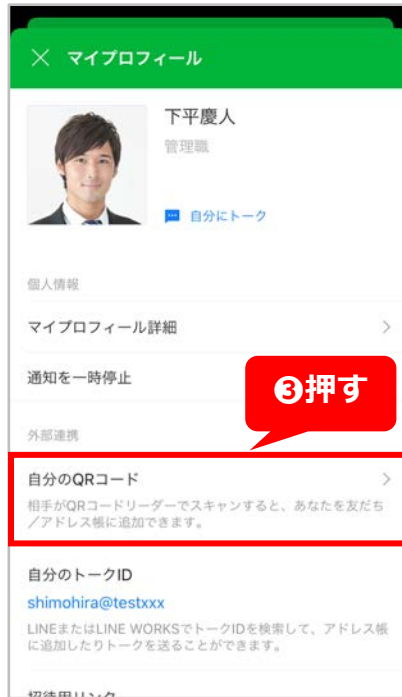 マイプロフィール
下平慶人
管理職
自分にトーク
個人情報
マイプロフィール詳細
通知を一時停止
❸押す
外部連携
自分のQRコード
相手がQRコードリーダーでスキャンすると、あなたを友だち
／アドレス帳に追加できます。
自分のトークID
shimohira@testxxx
LINEまたはLINE WORKSでトークIDを検索して、アドレス帳
に追加したりトークを送ることができます。
招待用リンク